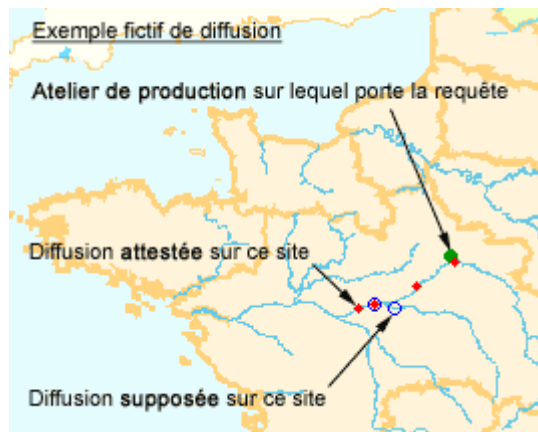 Exemple fictif de diffusion
Atelier de production sur lequel porte la requête
Diffusion attestée sur ce site
Diffusion supposée sur ce site